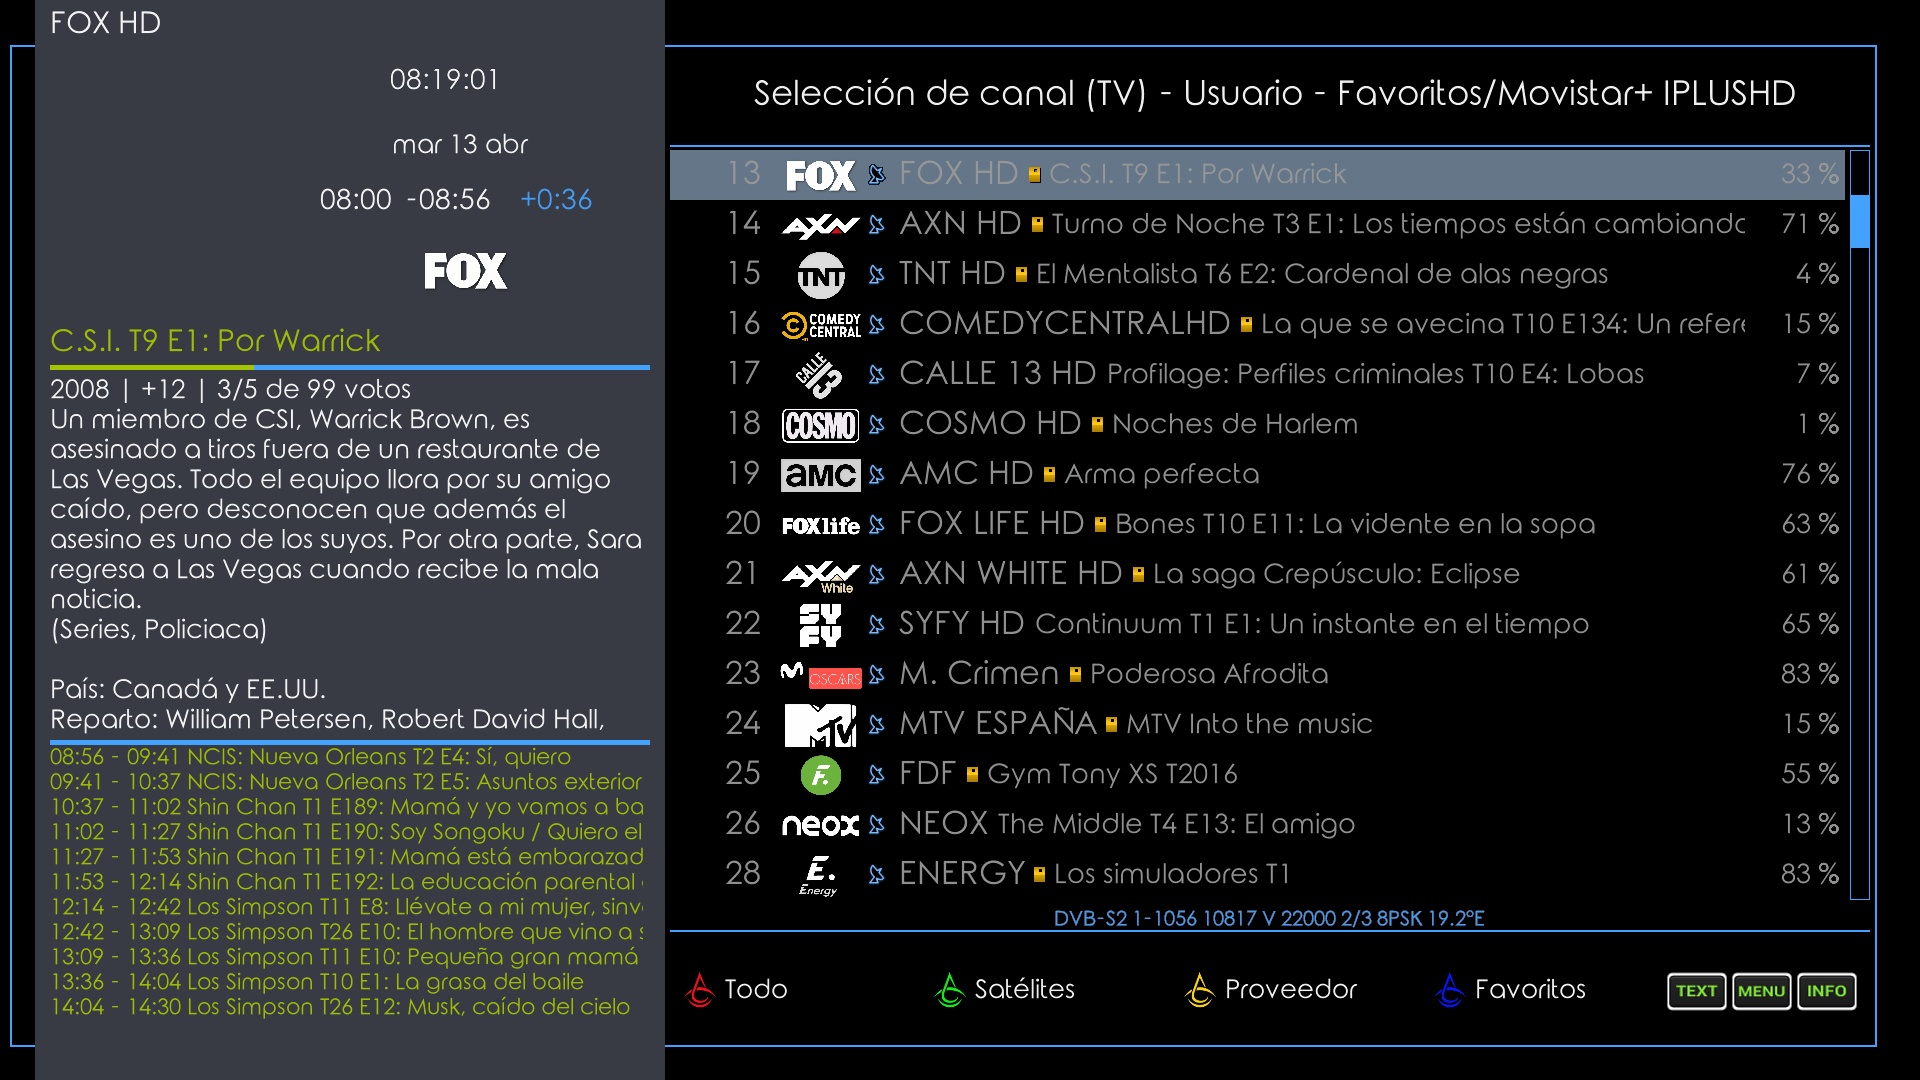 FOX HD
08:19:01
mar 13 abr
08:00 -08:56 +0:36
FOX
C.S.I. T9 E1: Por Warrick
2008 | +12 | 3/5 de 99 votos
Un miembro de CSI, Warrick Brown, es
asesinado a tiros fuera de un restaurante de
Las Vegas. Todo el equipo llora por su amigo
caído, pero desconocen que además el
asesino es uno de los suyos. Por otra parte, Sara
regresa a Las Vegas cuando recibe la mala
noticia.
(Series, Policiaca)
País: Canadá y EE.UU.
Reparto: William Petersen, Robert David Hall,
08:56 - 09:41 NCIS: Nueva Orleans T2 E4: Sí, quiero
09:41 - 10:37 NCIS: Nueva Orleans T2 E5: Asuntos exterior
10:37 - 11:02 Shin Chan T1 E189: Mamá y yo vamos a ba
11:02 - 11:27 Shin Chan T1 E190: Soy Songoku / Quiero el
11:27 - 11:53 Shin Chan T1 E191: Mamá está embarazad
11:53 - 12:14 Shin Chan T1 E192: La educación parental
12:14 - 12:42 Los Simpson T11 E8: Llévate a mi mujer, sinv
12:42 - 13:09 Los Simpson T26 E10: El hombre que vino a s
13:09 - 13:36 Los Simpson T11 E10: Pequeña gran mamá
13:36 - 14:04 Los Simpson T10 E1: La grasa del baile
14:04 - 14:30 Los Simpson T26 E12: Musk, caído del cielo
Selección de canal (TV) - Usuario - Favoritos/Movistar+ IPLUSHD
13 FOX FOX HD C.S.I. T9 E1: Por Warrick 33 %
14 AXN AXN HD Turno de Noche T3 E1: Los tiempos están cambiando 71 %
15 TNT TNT HD El Mentalista T6 E2: Cardenal de alas negras 4 %
16 COMEDY CENTRAL COMEDYCENTRALHD La que se avecina T10 E134: Un refere 15 %
17 CALLE 13 CALLE 13 HD Profilage: Perfiles criminales T10 E4: Lobas 7 %
18 COSMO COSMO HD Noches de Harlem 1 %
19 aMC AMC HD Arma perfecta 76 %
20 FOXlife FOX LIFE HD Bones T10 E11: La vidente en la sopa 63 %
21 AXN White AXN WHITE HD La saga Crepúsculo: Eclipse 61 %
22 SYFY SYFY HD Continuum T1 E1: Un instante en el tiempo 65 %
23 OSCARS M. Crimen Poderosa Afrodita 83 %
24 MTV MTV ESPAÑA MTV Into the music 15 %
25 F. FDF Gym Tony XS T2016 55 %
26 neox NEOX The Middle T4 E13: El amigo 13 %
28 E. Energy ENERGY Los simuladores T1 83 %
DVB-S2 1-1056 10817 V 22000 2/3 8PSK 19.2ºE
Todo Satélites Proveedor Favoritos TEXT MENU INFO